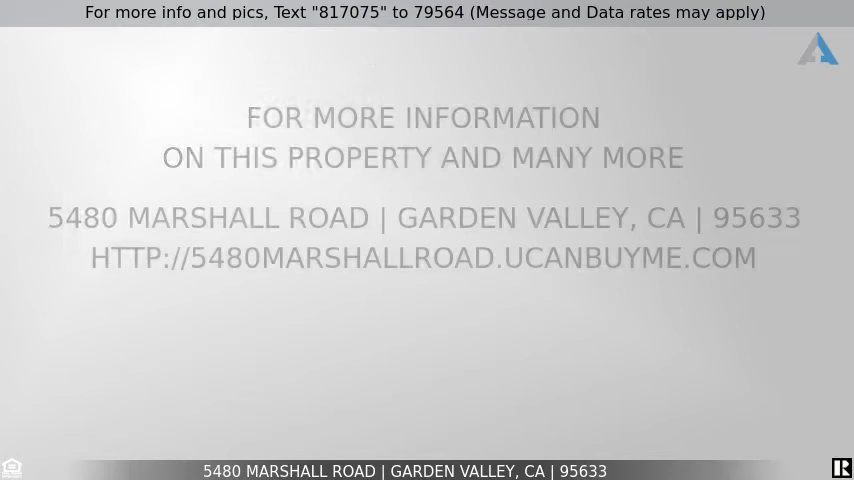 For more info and pics, Text "817075" to 79564 (Message and Data rates may apply)
FOR MORE INFORMATION
ON THIS PROPERTY AND MANY MORE
5480 MARSHALL ROAD | GARDEN VALLEY, CA | 95633
HTTP://5480MARSHALLROAD.UCANBUYME.COM
5480 MARSHALL ROAD | GARDEN VALLEY, CA | 95633